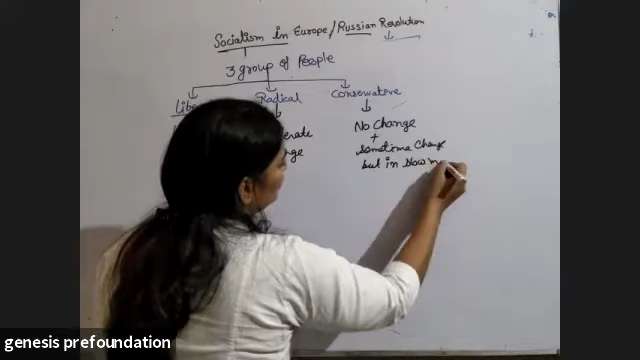 Socialism in Europe/Russian Revolution
3 group of People
Radical Conservative
No Change
+
Sometime Change
but in slow
genesis prefoundation